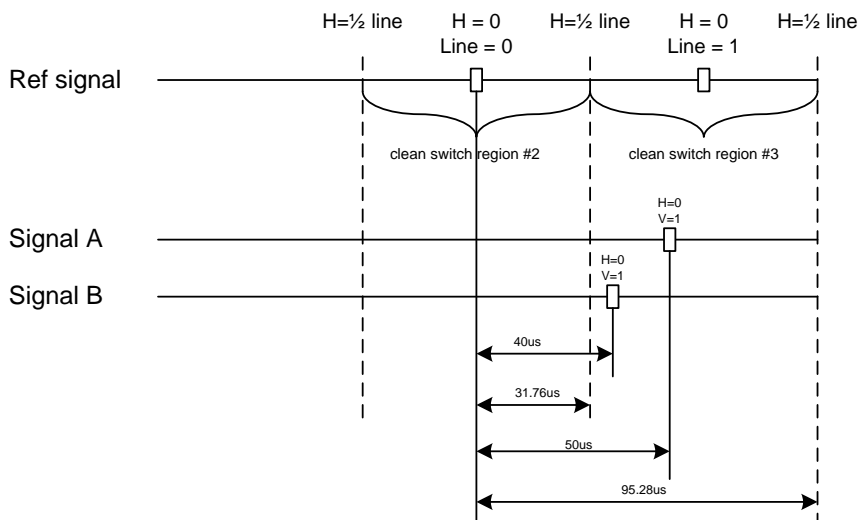 H=½ line
H = 0
Line = 0
H=½ line
H = 0
Line = 1
H=½ line
Ref signal
clean switch region #2
clean switch region #3
Signal A
H=0
V=1
Signal B
H=0
V=1
40us
31.76us
50us
95.28us